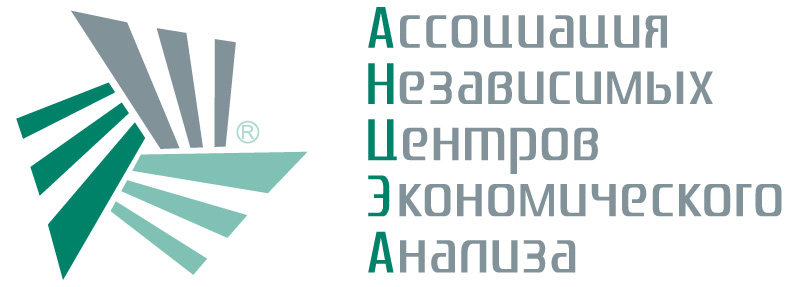 Ассоциация
Независимых
Центров
Экономического
Анализа
®